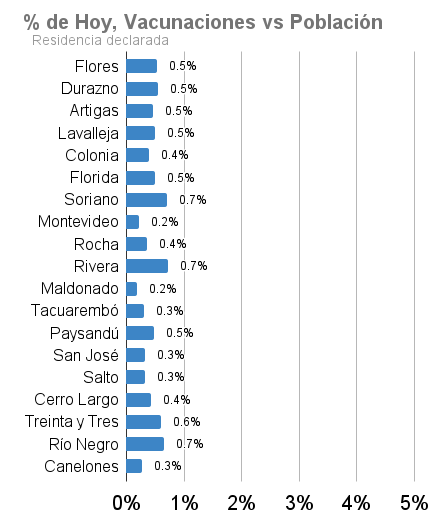 % de Hoy, Vacunaciones vs Población
Residencia declarada
Flores 0.5%
Durazno 0.5%
Artigas 0.5%
Lavalleja 0.5%
Colonia 0.4%
Florida 0.5%
Soriano 0.7%
Montevideo 0.2%
Rocha 0.4%
Rivera 0.7%
Maldonado 0.2%
Tacuarembó 0.3%
Paysandú 0.5%
San José 0.3%
Salto 0.3%
Cerro Largo 0.4%
Treinta y Tres 0.6%
Río Negro 0.7%
Canelones 0.3%
0% 1% 2% 3% 4% 5%